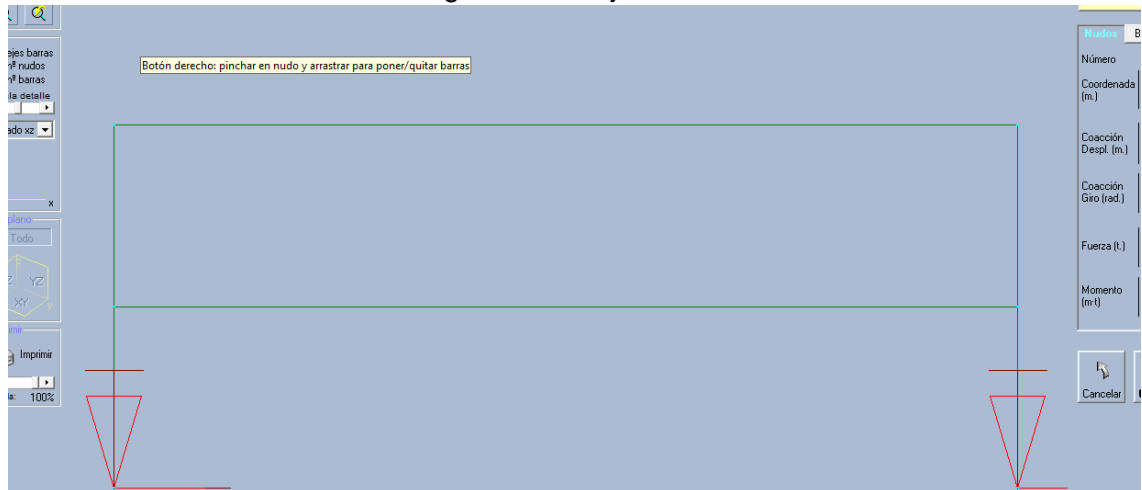 Botón derecho: pinchar en nudo y arrastrar para poner/quitar barras
ejes barras
nº nudos
nº barras
la detalle
ado xz
x
plano
Todo
Z YZ
XY y
Imprimir
100%
Nudos B
Número
Coordenada
(m.)
Coacción
Despl. (m.)
Coacción
Giro (rad.)
Fuerza (t.)
Momento
(m·t)
Cancelar